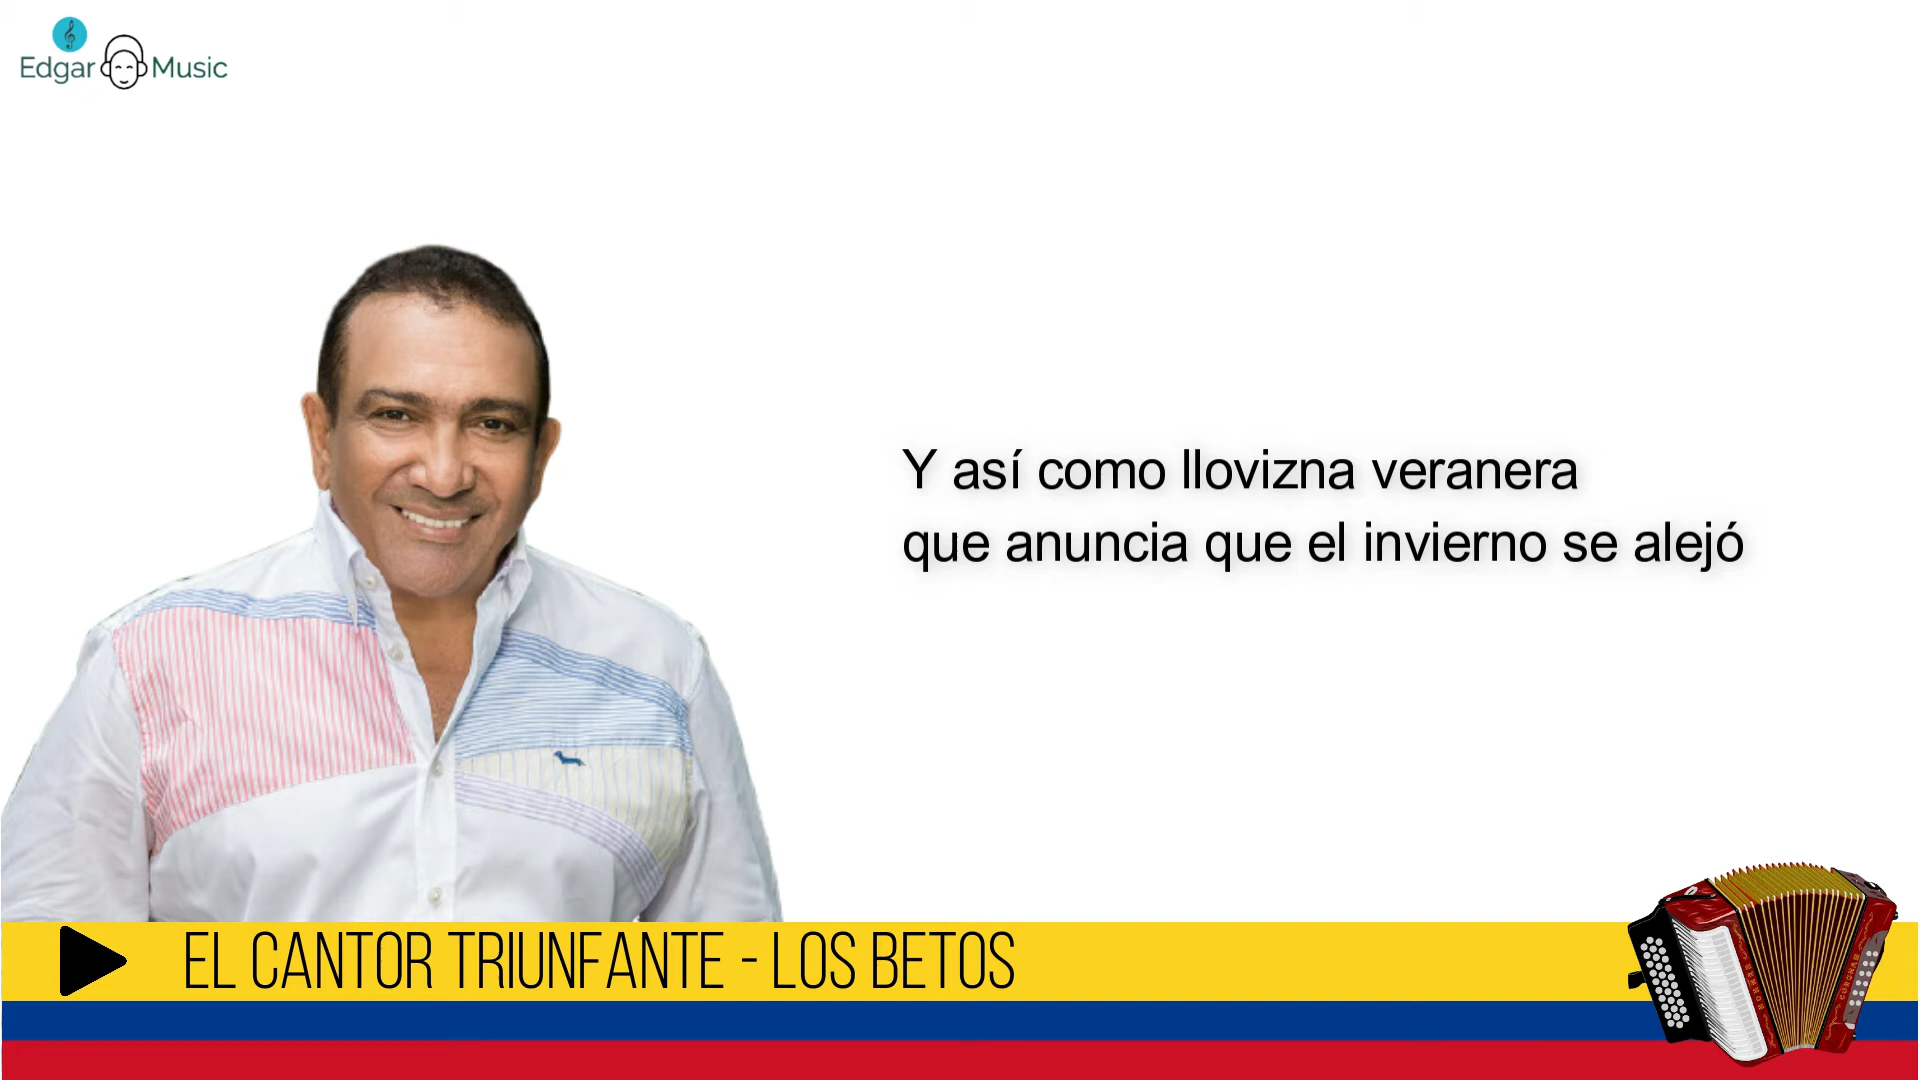 Edgar Music
Y así como llovizna veranera
que anuncia que el invierno se alejó
EL CANTOR TRIUNFANTE - LOS BETOS